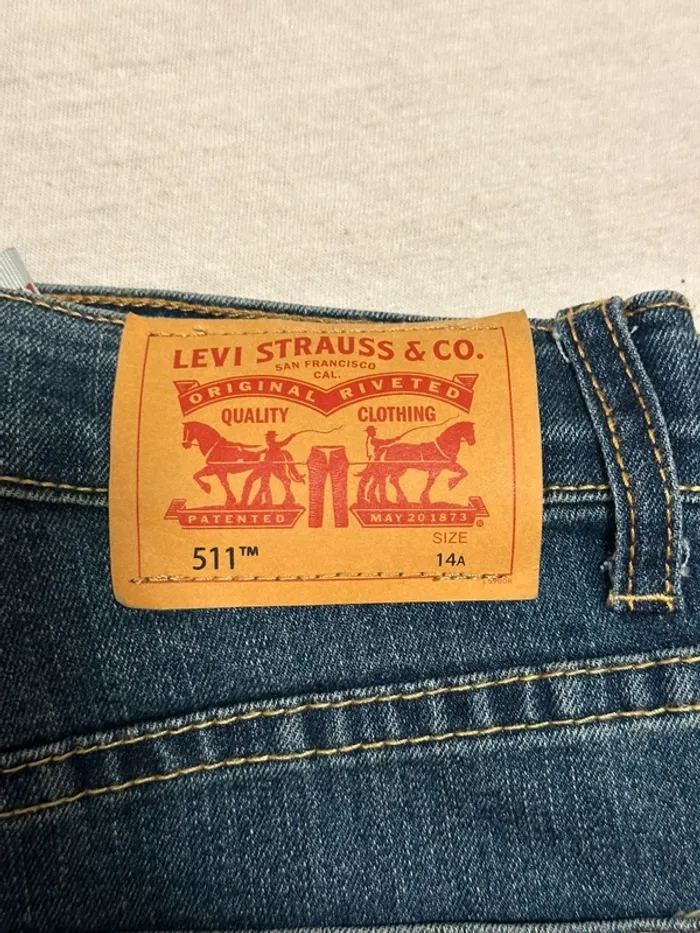 LEVI STRAUSS & CO.
SAN FRANCISCO
CAL.
ORIGINAL RIVETED
QUALITY CLOTHING
PATENTED MAY 20 1873
SIZE
511™ 14A